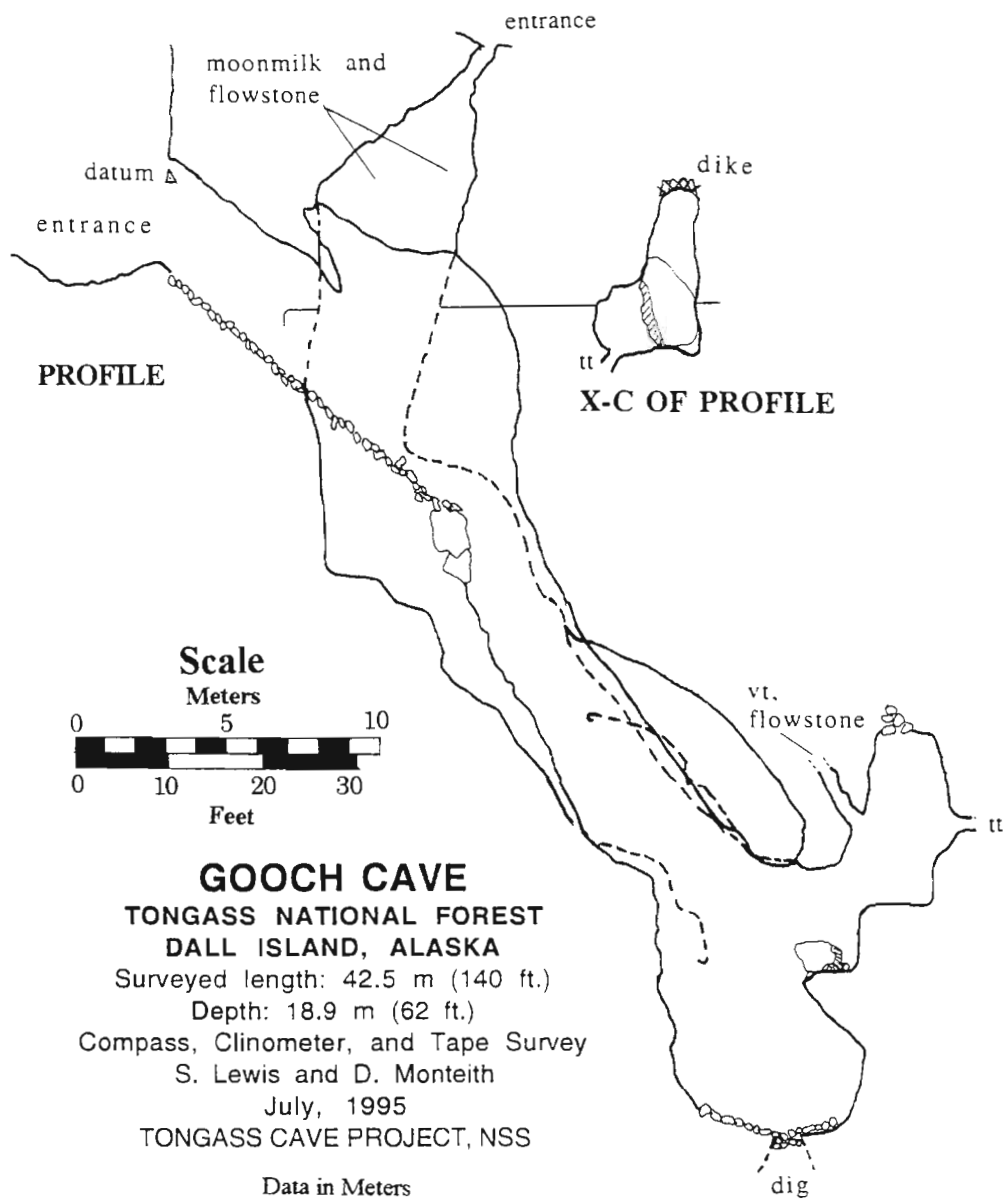 entrance
moonmilk and
flowstone
datum
entrance
dike
tt
PROFILE
X-C OF PROFILE
Scale
Meters
0 5 10
0 10 20 30
Feet
vt.
flowstone
tt
GOOCH CAVE
TONGASS NATIONAL FOREST
DALL ISLAND, ALASKA
Surveyed length: 42.5 m (140 ft.)
Depth: 18.9 m (62 ft.)
Compass, Clinometer, and Tape Survey
S. Lewis and D. Monteith
July, 1995
TONGASS CAVE PROJECT, NSS
Data in Meters
dig